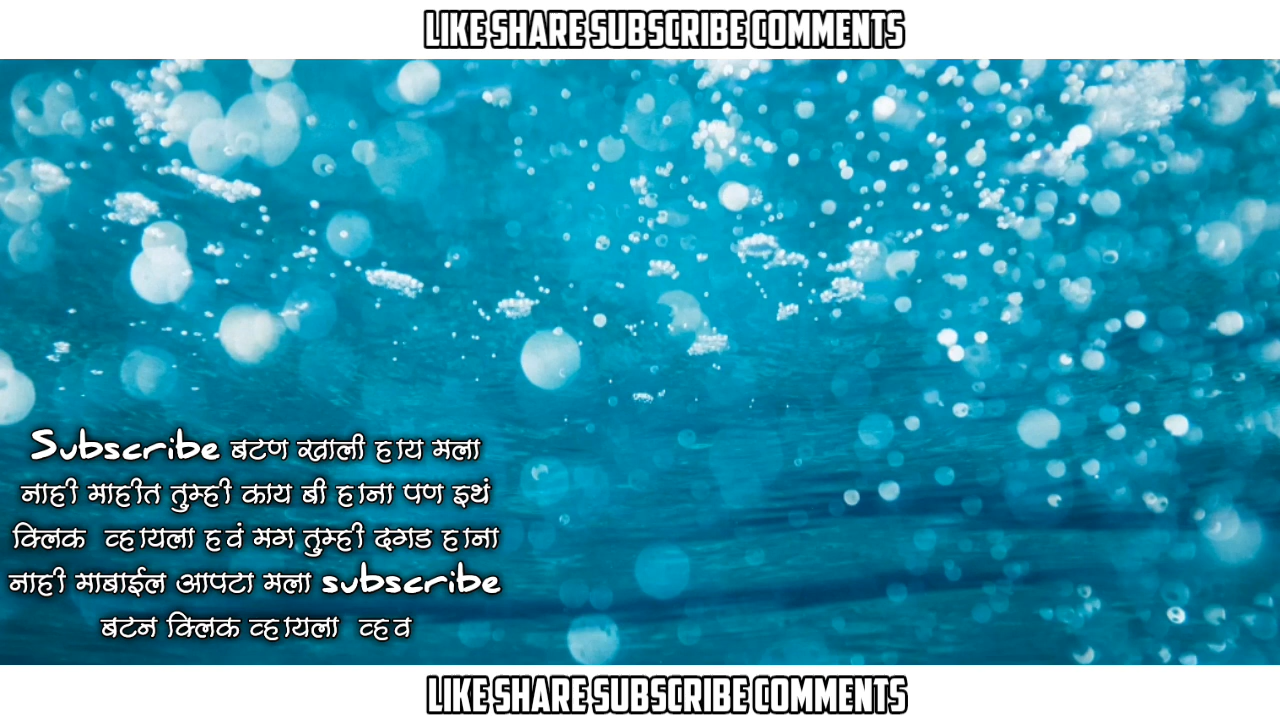 LIKE SHARE SUBSCRIBE COMMENTS
Subscribe बटण खाली हाय मला
नाही माहीत तुम्ही काय बी हाना पण इथं
क्लिक व्हायला हवं मग तुम्ही दगड हाना
नाही माबाईल आपटा मला subscribe
बटन क्लिक व्हायला व्हव
LIKE SHARE SUBSCRIBE COMMENTS